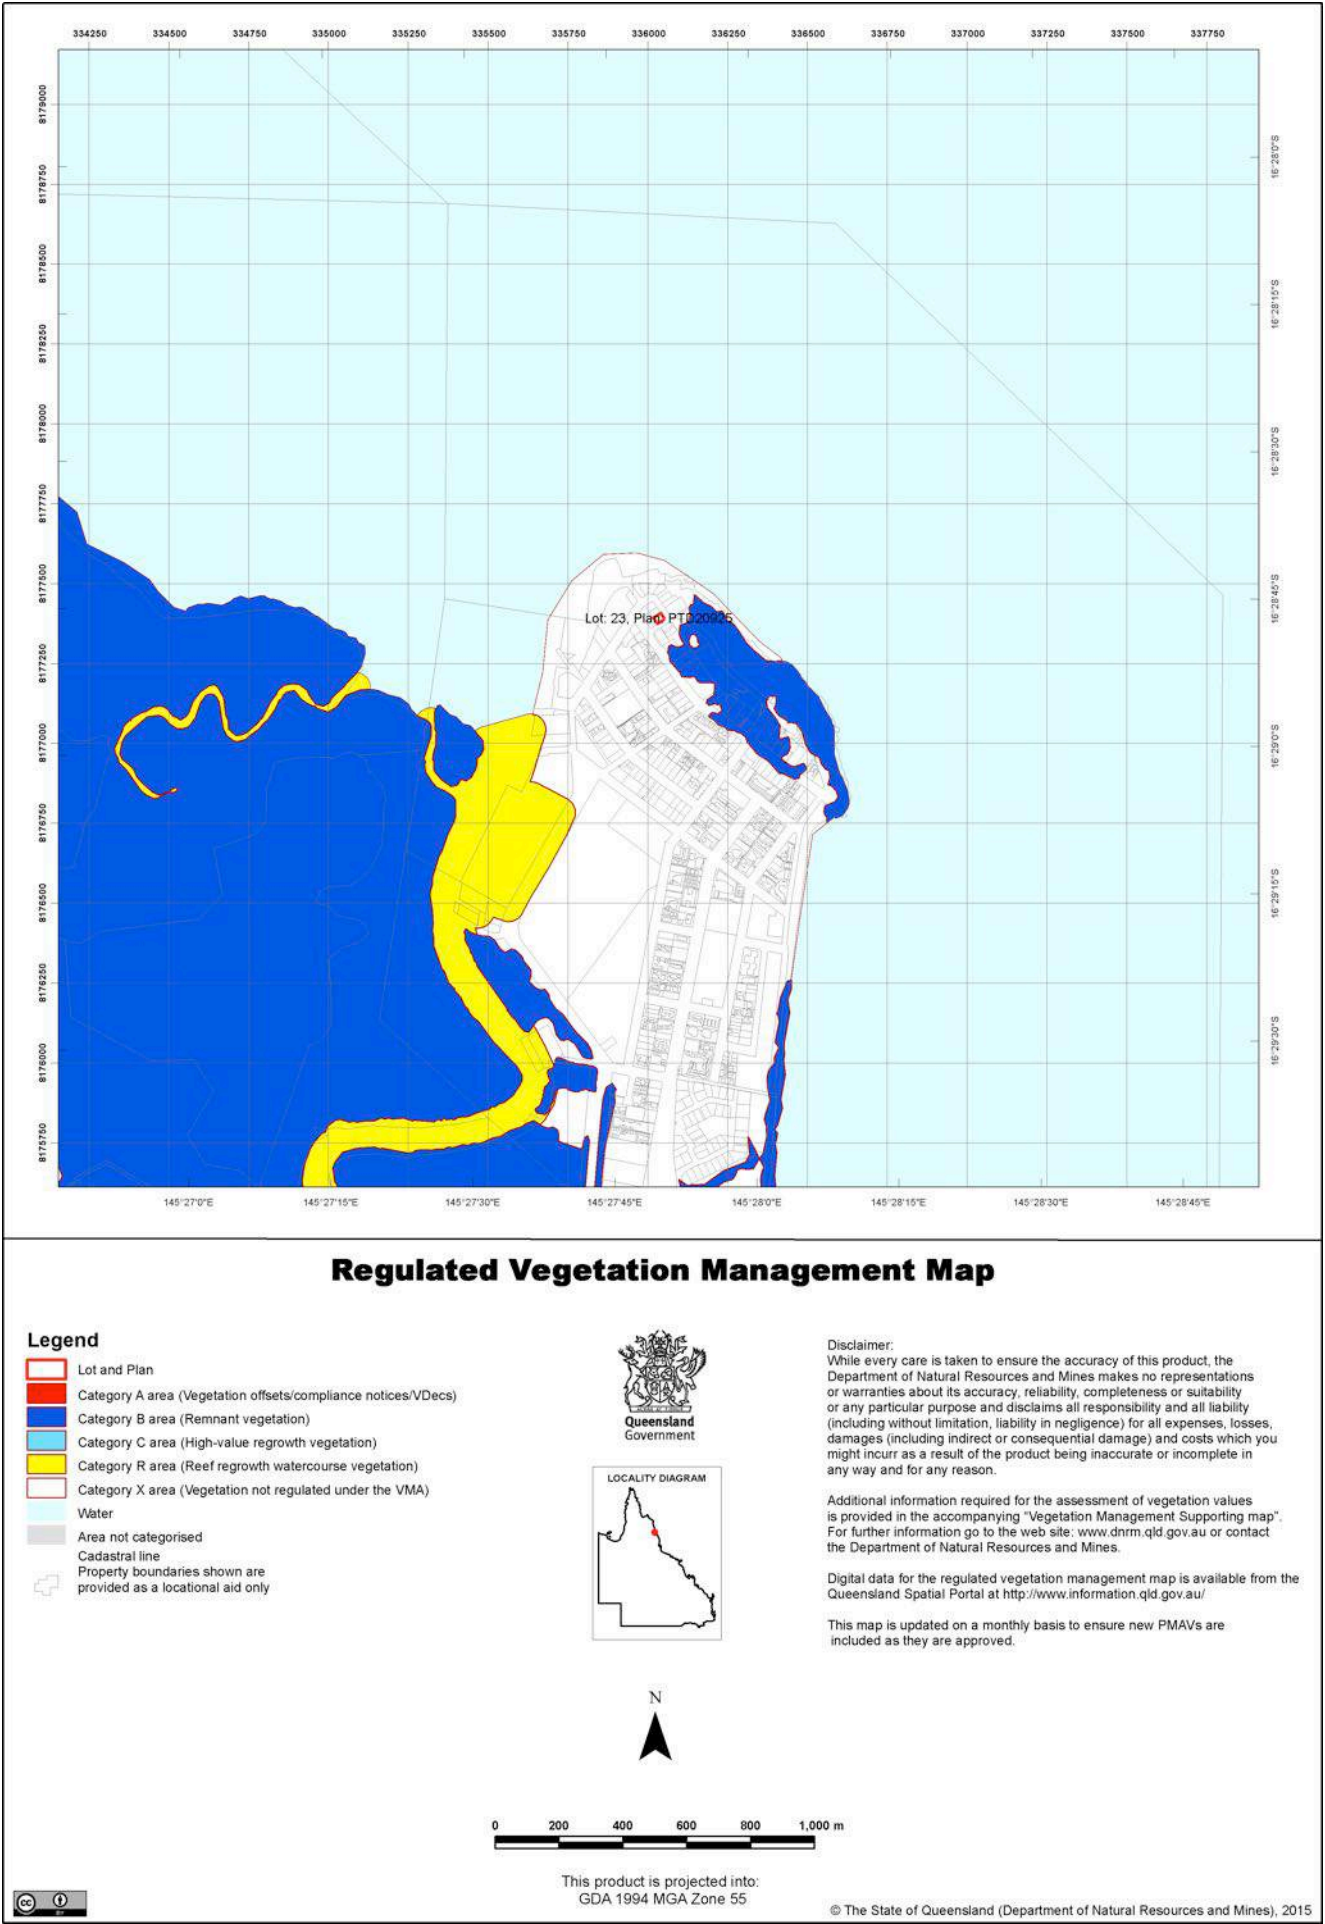 334250 334500 334750 335000 335250 335500 335750 336000 336250 336500 336750 337000 337250 337500 337750
8179000
8178750
8178500
8178250
8178000
8177750
8177500
8177250
8177000
8176750
8176500
8176250
8176000
8175750
16°28'0"S
16°28'15"S
16°28'30"S
16°28'45"S
16°29'0"S
16°29'15"S
16°29'30"S
Lot: 23, Plan: PTD20925
145°27'0"E 145°27'15"E 145°27'30"E 145°27'45"E 145°28'0"E 145°28'15"E 145°28'30"E 145°28'45"E
Regulated Vegetation Management Map
Legend
Lot and Plan
Category A area (Vegetation offsets/compliance notices/VDecs)
Category B area (Remnant vegetation)
Category C area (High-value regrowth vegetation)
Category R area (Reef regrowth watercourse vegetation)
Category X area (Vegetation not regulated under the VMA)
Water
Area not categorised
Cadastral line
Property boundaries shown are
provided as a locational aid only
Queensland
Government
LOCALITY DIAGRAM
Disclaimer:
While every care is taken to ensure the accuracy of this product, the
Department of Natural Resources and Mines makes no representations
or warranties about its accuracy, reliability, completeness or suitability
or any particular purpose and disclaims all responsibility and all liability
(including without limitation, liability in negligence) for all expenses, losses,
damages (including indirect or consequential damage) and costs which you
might incur as a result of the product being inaccurate or incomplete in
any way and for any reason.
Additional information required for the assessment of vegetation values
is provided in the accompanying "Vegetation Management Supporting map".
For further information go to the web site: www.dnrm.qld.gov.au or contact
the Department of Natural Resources and Mines.
Digital data for the regulated vegetation management map is available from the
Queensland Spatial Portal at http://www.information.qld.gov.au/
This map is updated on a monthly basis to ensure new PMAVs are
included as they are approved.
N
0 200 400 600 800 1,000 m
This product is projected into:
GDA 1994 MGA Zone 55
cc
BY
© The State of Queensland (Department of Natural Resources and Mines), 2015